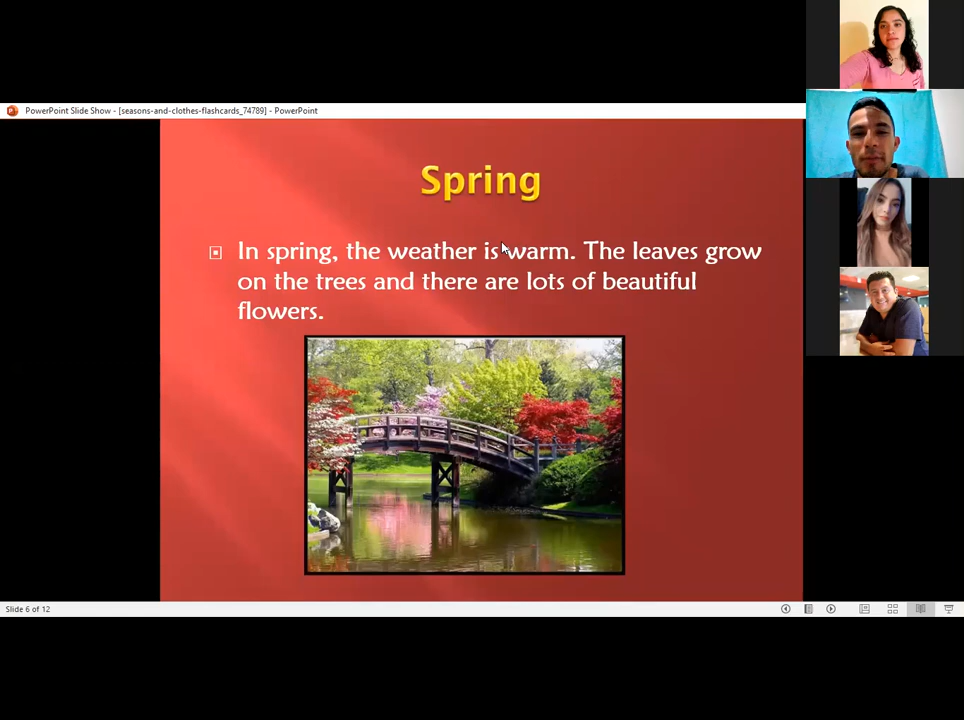 PowerPoint Slide Show - [seasons-and-clothes-flashcards_74789] - PowerPoint
Spring
In spring, the weather is warm. The leaves grow
on the trees and there are lots of beautiful
flowers.
Slide 6 of 12